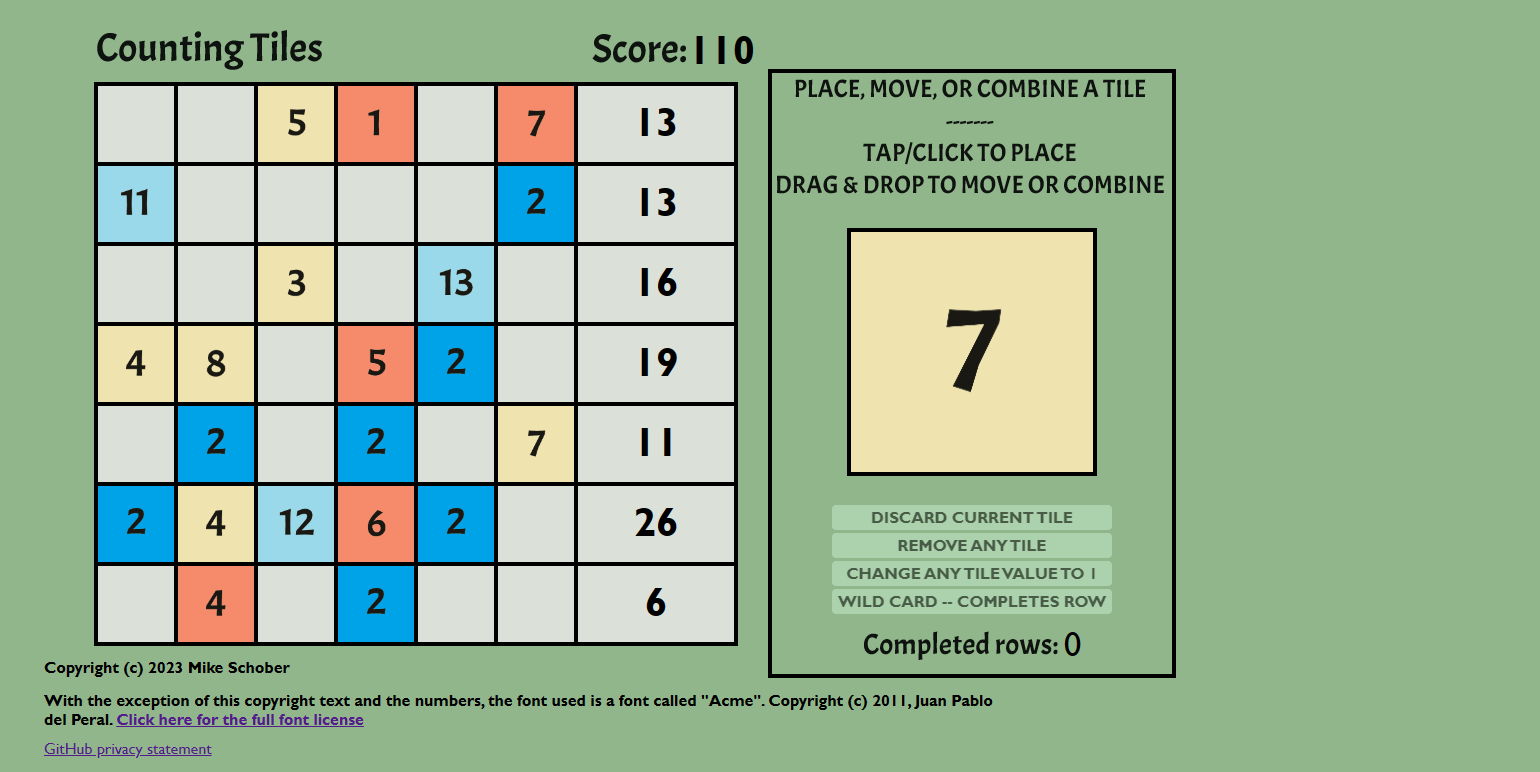 Counting Tiles Score: 110
5 1 7 13
11 2 13
3 13 16
4 8 5 2 19
2 2 7 11
2 4 12 6 2 26
4 2 6
PLACE, MOVE, OR COMBINE A TILE
-------
TAP/CLICK TO PLACE
DRAG & DROP TO MOVE OR COMBINE
7
DISCARD CURRENT TILE
REMOVE ANY TILE
CHANGE ANY TILE VALUE TO 1
WILD CARD -- COMPLETES ROW
Completed rows: 0
Copyright (c) 2023 Mike Schober
With the exception of this copyright text and the numbers, the font used is a font called "Acme". Copyright (c) 2011, Juan Pablo
del Peral. Click here for the full font license
GitHub privacy statement